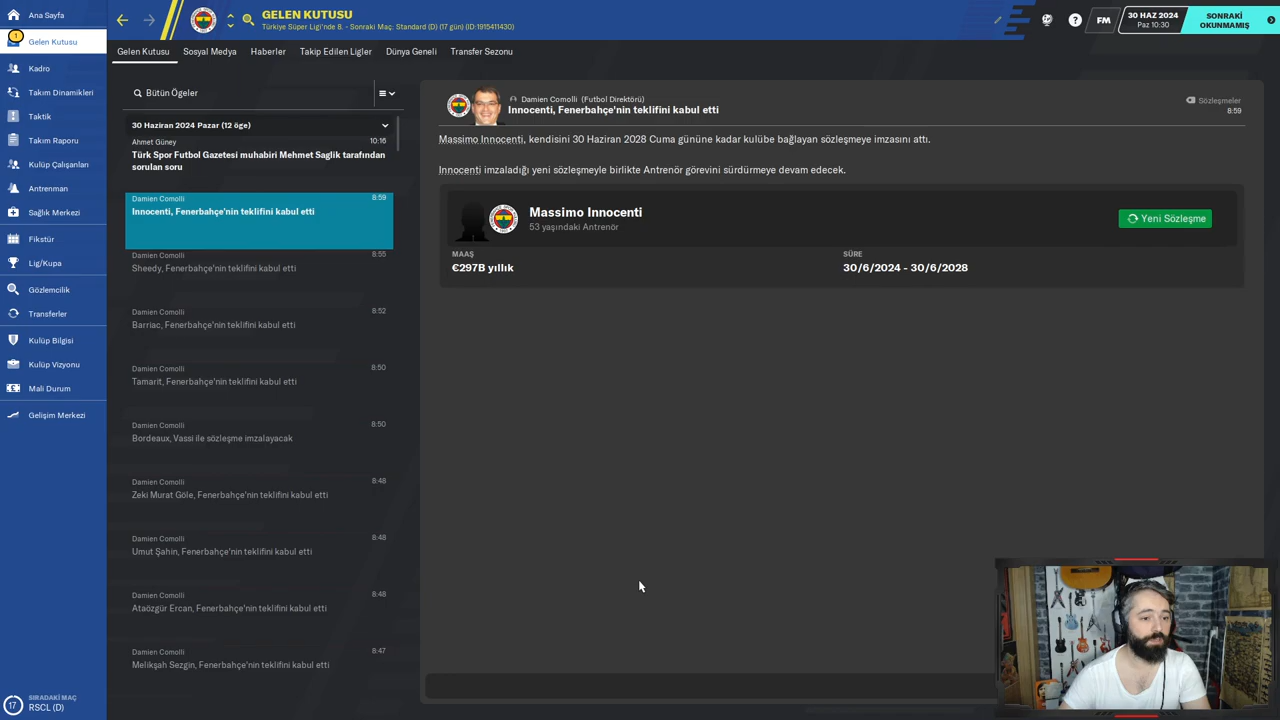 Ana Sayfa
1
Gelen Kutusu
Kadro
Takım Dinamikleri
Taktik
Takım Raporu
Kulüp Çalışanları
Antrenman
Sağlık Merkezi
Fikstür
Lig/Kupa
Gözlemcilik
Transferler
Kulüp Bilgisi
Kulüp Vizyonu
Mali Durum
Gelişim Merkezi
17
SIRADAKİ MAÇ
RSCL (D)
GELEN KUTUSU
Türkiye Süper Ligi'nde 8. - Sonraki Maç: Standard (D) (17 gün) (ID:1915411430)
?
FM
30 HAZ 2024
Paz 10:30
SONRAKİ
OKUNMAMIŞ
Gelen Kutusu Sosyal Medya Haberler Takip Edilen Ligler Dünya Geneli Transfer Sezonu
Bütün Ögeler
30 Haziran 2024 Pazar (12 öge)
Ahmet Güney 10:16
Türk Spor Futbol Gazetesi muhabiri Mehmet Saglik tarafından
sorulan soru
Damien Comolli 8:59
Innocenti, Fenerbahçe'nin teklifini kabul etti
Damien Comolli 8:55
Sheedy, Fenerbahçe'nin teklifini kabul etti
Damien Comolli 8:52
Barriac, Fenerbahçe'nin teklifini kabul etti
Damien Comolli 8:50
Tamarit, Fenerbahçe'nin teklifini kabul etti
Damien Comolli 8:50
Bordeaux, Vassi ile sözleşme imzalayacak
Damien Comolli 8:48
Zeki Murat Göle, Fenerbahçe'nin teklifini kabul etti
Damien Comolli 8:48
Umut Şahin, Fenerbahçe'nin teklifini kabul etti
Damien Comolli 8:48
Ataözgür Ercan, Fenerbahçe'nin teklifini kabul etti
Damien Comolli 8:47
Melikşah Sezgin, Fenerbahçe'nin teklifini kabul etti
Damien Comolli (Futbol Direktörü)
Innocenti, Fenerbahçe'nin teklifini kabul etti
Sözleşmeler
8:59
Massimo Innocenti, kendisini 30 Haziran 2028 Cuma gününe kadar kulübe bağlayan sözleşmeye imzasını attı.
Innocenti imzaladığı yeni sözleşmeyle birlikte Antrenör görevini sürdürmeye devam edecek.
Massimo Innocenti
53 yaşındaki Antrenör
Yeni Sözleşme
MAAŞ
€297B yıllık
SÜRE
30/6/2024 - 30/6/2028